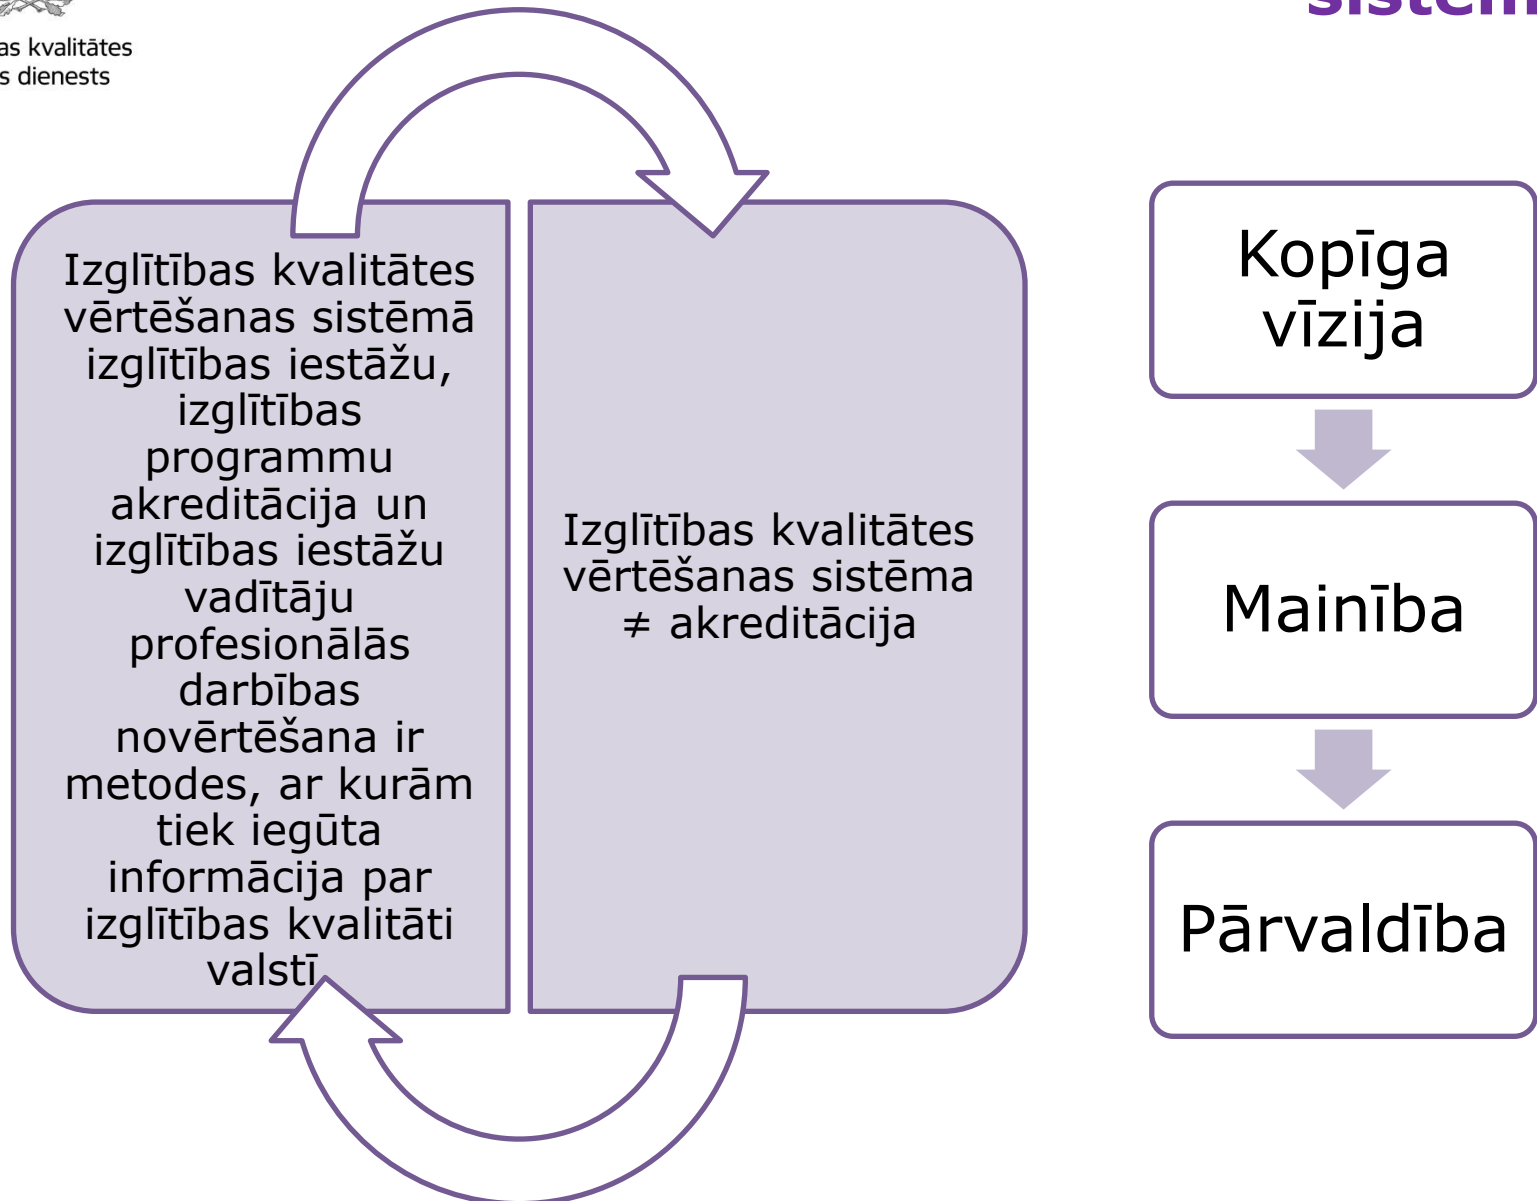 as kvalitātes
s dienests
sistēm
Izglītības kvalitātes
vērtēšanas sistēmā
izglītības iestāžu,
izglītības
programmu
akreditācija un
izglītības iestāžu
vadītāju
profesionālās
darbības
novērtēšana ir
metodes, ar kurām
tiek iegūta
informācija par
izglītības kvalitāti
valstī
Izglītības kvalitātes
vērtēšanas sistēma
≠ akreditācija
Kopīga
vīzija
Mainība
Pārvaldība